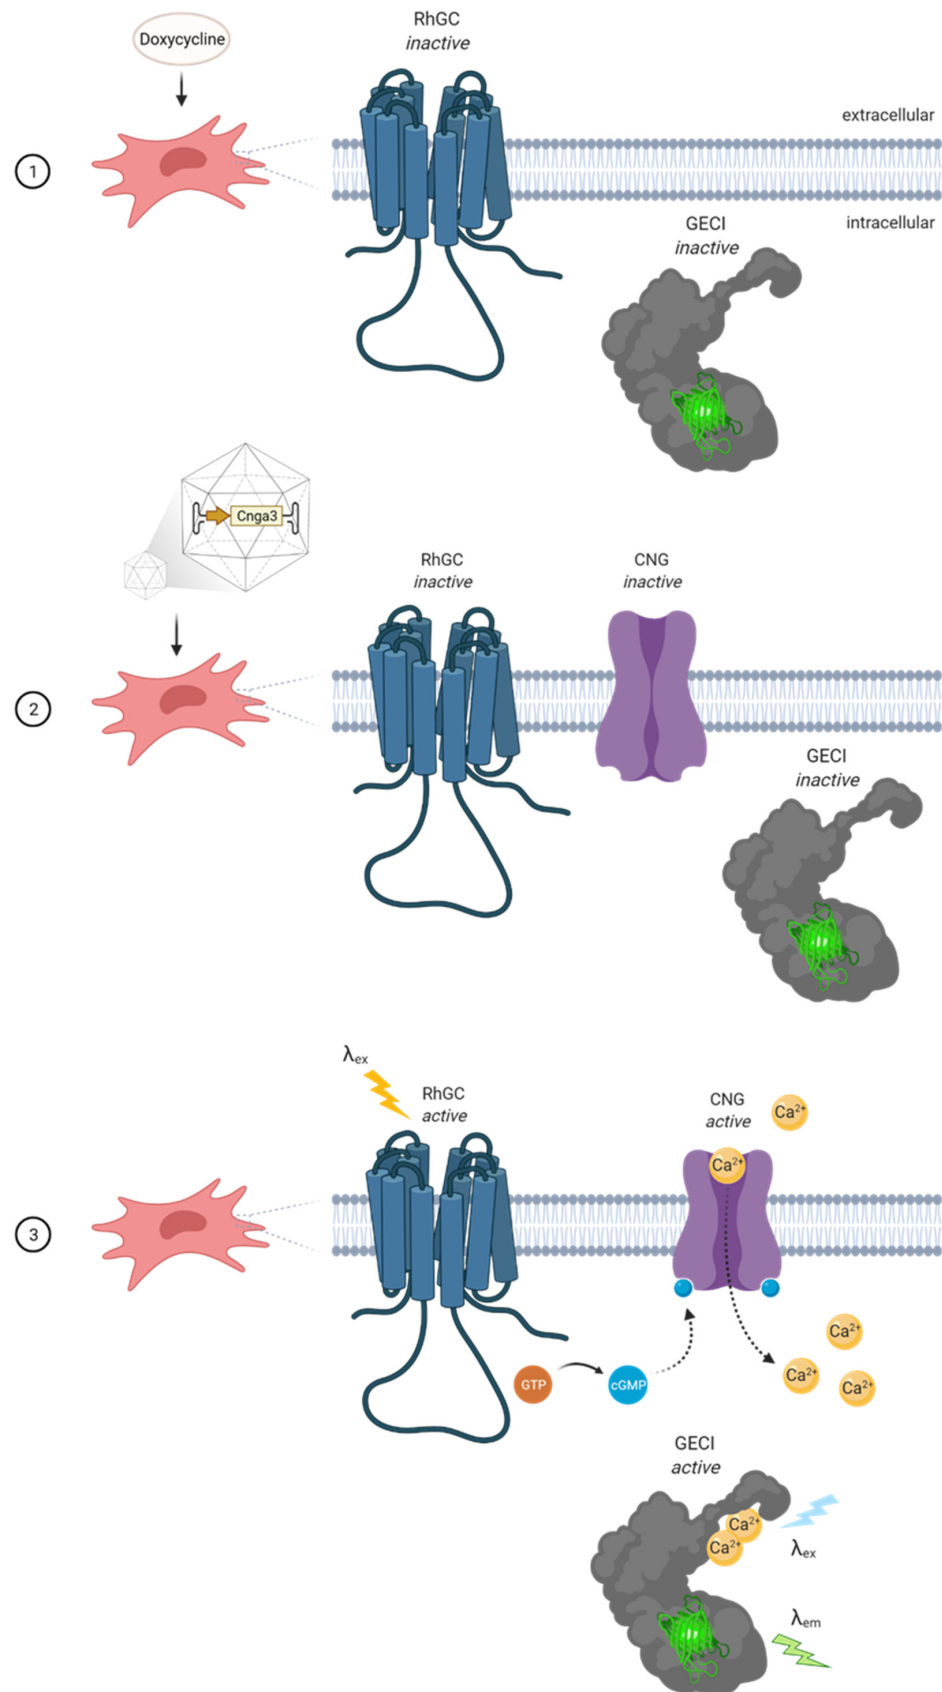 RhGC
inactive
Doxycycline
extracellular
1
intracellular
GECI
inactive
Cnga3
RhGC
inactive
CNG
inactive
2
GECI
inactive
λex
RhGC
active
CNG
active
Ca²⁺
Ca²⁺
3
Ca²⁺
GTP
cGMP
Ca²⁺
Ca²⁺
GECI
active
Ca²⁺
Ca²⁺
λex
λem